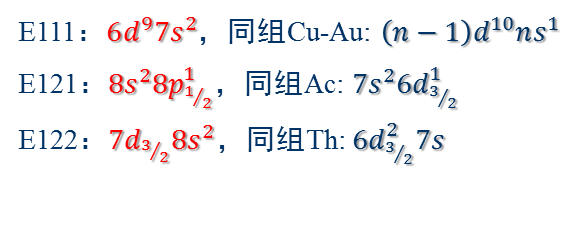 E111: 6d⁹7s², 同组Cu-Au: (n − 1)d¹⁰ns¹
E121: 8s²8p¹₁/₂, 同组Ac: 7s²6d¹₃/₂
E122: 7d₃/₂8s², 同组Th: 6d²₃/₂7s